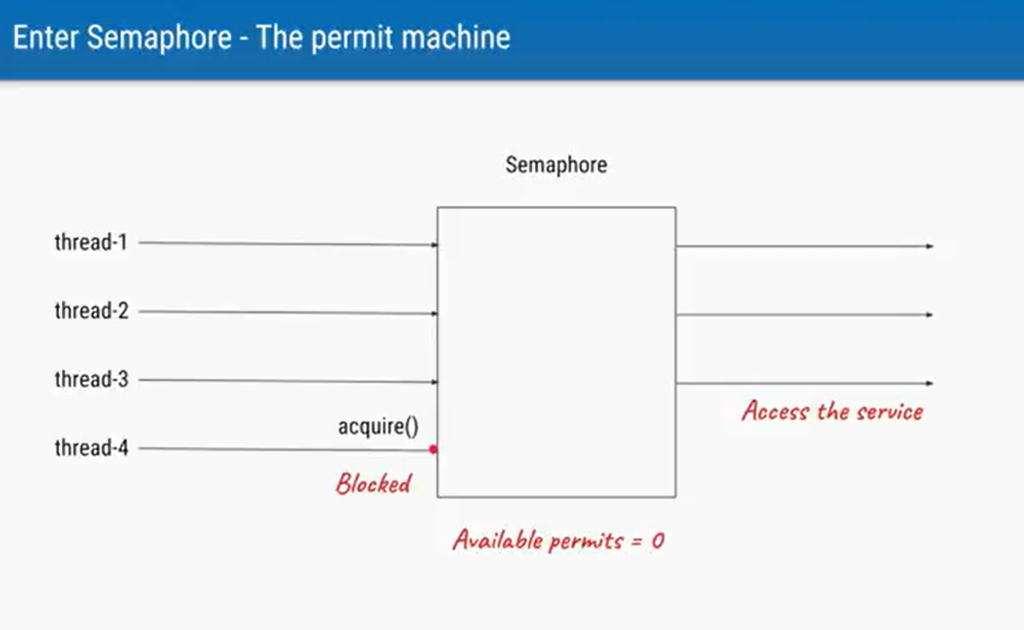 Enter Semaphore - The permit machine
Semaphore
thread-1
thread-2
thread-3
Access the service
acquire()
thread-4
Blocked
Available permits = 0